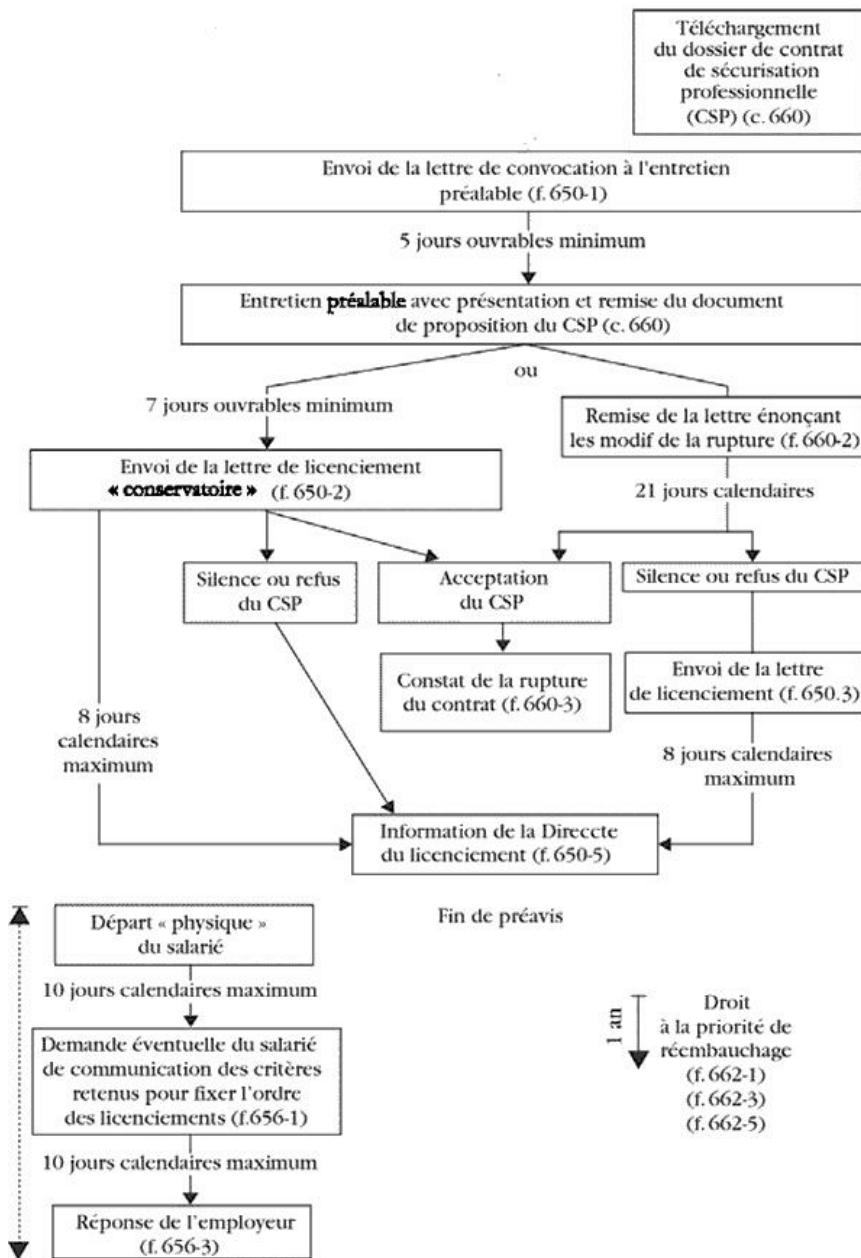 Téléchargement
du dossier de contrat
de sécurisation
professionnelle
(CSP) (c. 660)
Envoi de la lettre de convocation à l'entretien
préalable (f. 650-1)
5 jours ouvrables minimum
Entretien préalable avec présentation et remise du document
de proposition du CSP (c. 660)
ou
7 jours ouvrables minimum
Remise de la lettre énonçant
les modif de la rupture (f. 660-2)
Envoi de la lettre de licenciement
« conservatoire » (f. 650-2)
21 jours calendaires
Silence ou refus
du CSP
Acceptation
du CSP
Silence ou refus du CSP
Constat de la rupture
du contrat (f. 660-3)
Envoi de la lettre
de licenciement (f. 650.3)
8 jours
calendaires
maximum
8 jours calendaires
maximum
Information de la Direccte
du licenciement (f. 650-5)
Départ « physique »
du salarié
Fin de préavis
10 jours calendaires maximum
Demande éventuelle du salarié
de communication des critères
retenus pour fixer l'ordre
des licenciements (f.656-1)
10 jours calendaires maximum
Réponse de l'employeur
(f. 656-3)
1 an
Droit
à la priorité de
réembauchage
(f. 662-1)
(f. 662-3)
(f. 662-5)